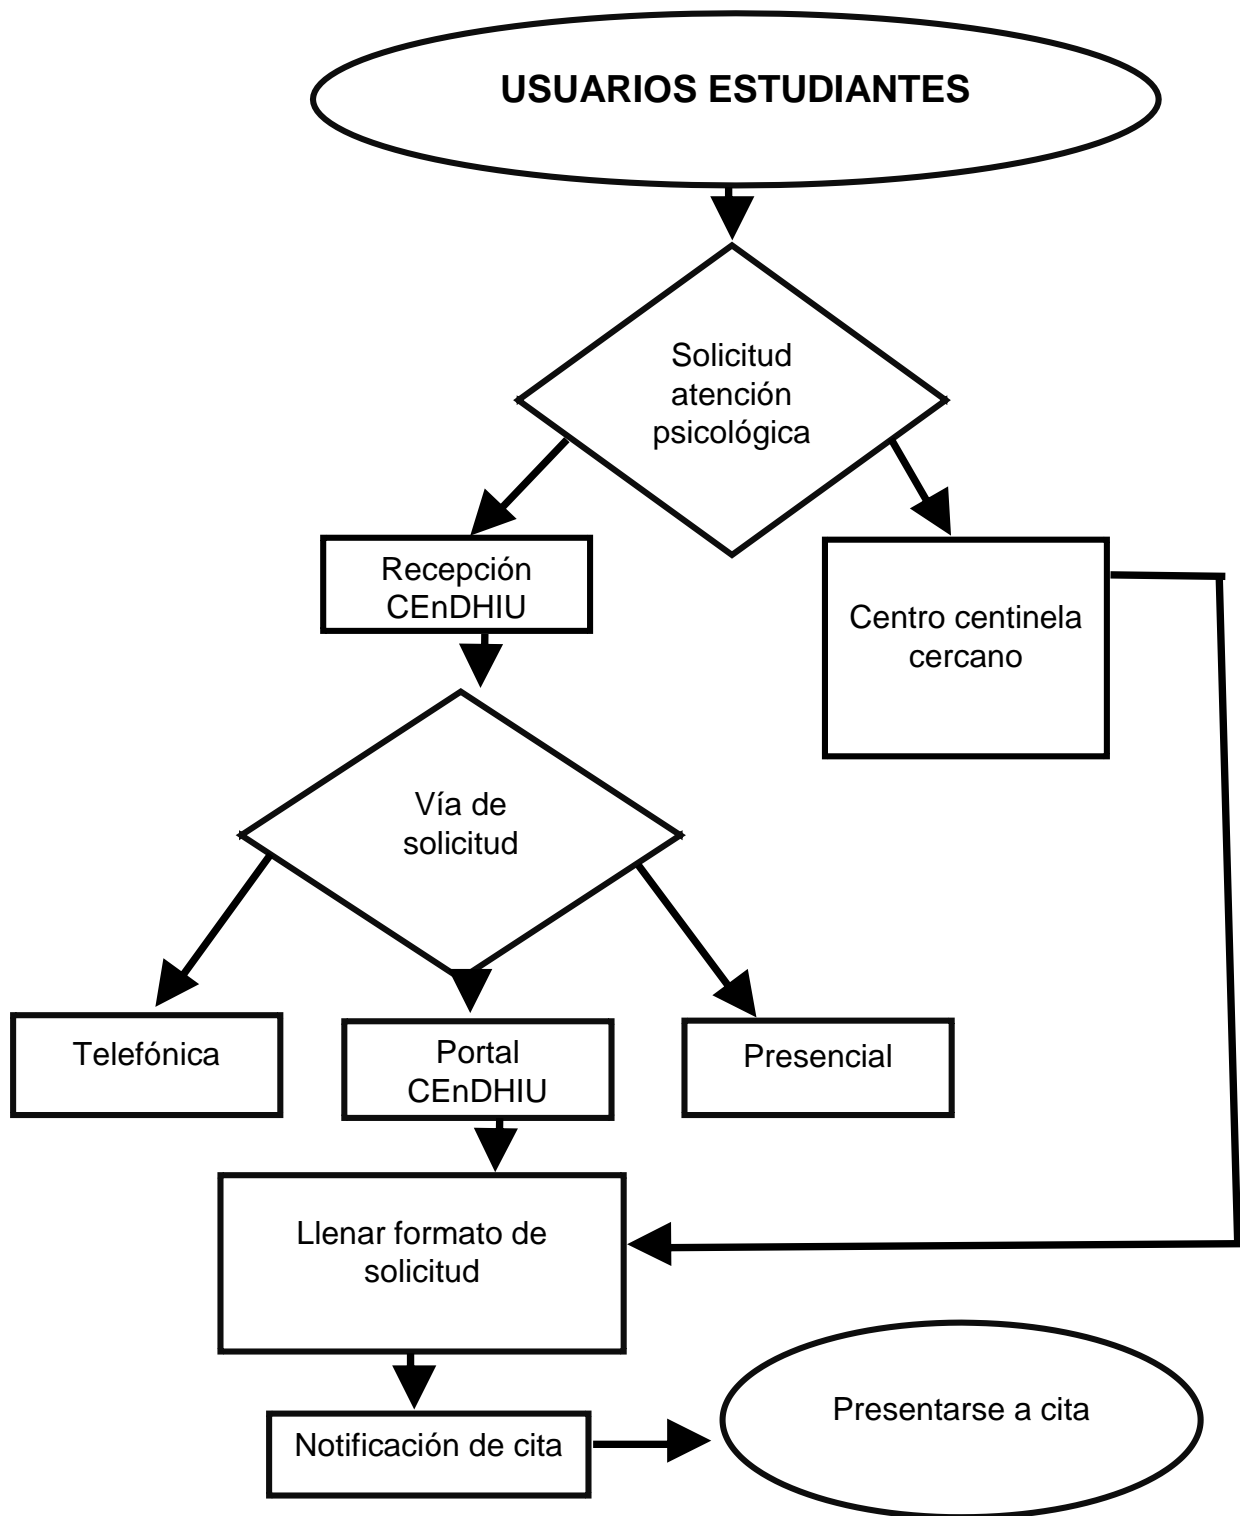 USUARIOS ESTUDIANTES
Solicitud
atención
psicológica
Recepción
CEnDHIU
Centro centinela
cercano
Vía de
solicitud
Telefónica
Portal
CEnDHIU
Presencial
Llenar formato de
solicitud
Notificación de cita
Presentarse a cita